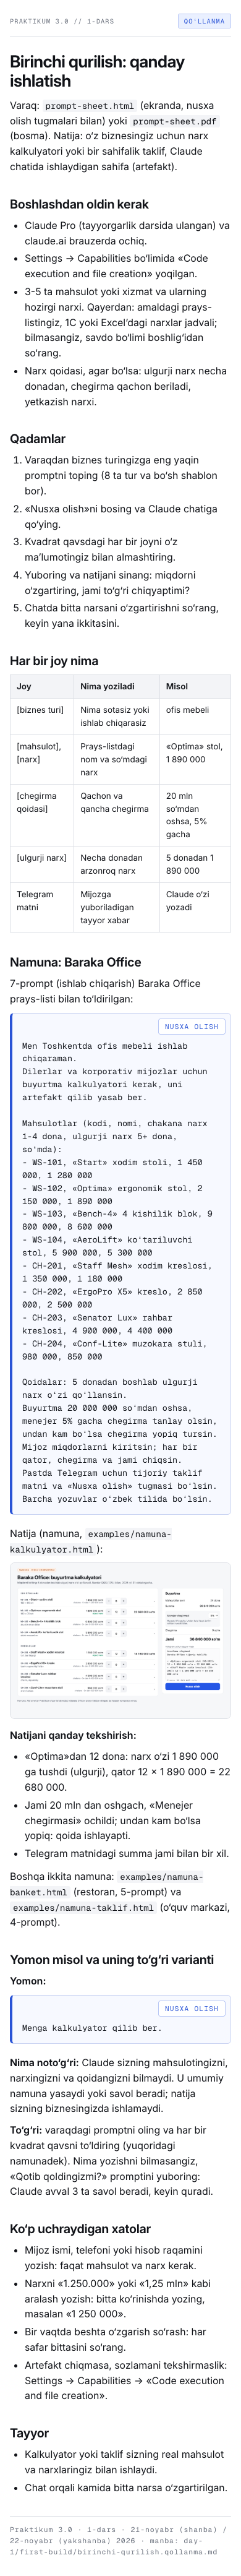 PRAKTIKUM 3.0 // 1-DARS
QO'LLANMA
Birinchi qurilish: qanday
ishlatish
Varaq: prompt-sheet.html (ekranda, nusxa
olish tugmalari bilan) yoki prompt-sheet.pdf
(bosma). Natija: o'z biznesingiz uchun narx
kalkulyatori yoki bir sahifalik taklif, Claude
chatida ishlaydigan sahifa (artefakt).
Boshlashdan oldin kerak
• Claude Pro (tayyorgarlik darsida ulangan) va
claude.ai brauzerda ochiq.
• Settings → Capabilities bo'limida «Code
execution and file creation» yoqilgan.
• 3-5 ta mahsulot yoki xizmat va ularning
hozirgi narxi. Qayerdan: amaldagi prays-
listingiz, 1C yoki Excel'dagi narxlar jadvali;
bilmasangiz, savdo bo'limi boshlig'idan
so'rang.
• Narx qoidasi, agar bo'lsa: ulgurji narx necha
donadan, chegirma qachon beriladi,
yetkazish narxi.
Qadamlar
1. Varaqdan biznes turingizga eng yaqin
promptni toping (8 ta tur va bo'sh shablon
bor).
2. «Nusxa olish»ni bosing va Claude chatiga
qo'ying.
3. Kvadrat qavsdagi har bir joyni o'z
ma'lumotingiz bilan almashtiring.
4. Yuboring va natijani sinang: miqdorni
o'zgartiring, jami to'g'ri chiqyaptimi?
5. Chatda bitta narsani o'zgartirishni so'rang,
keyin yana ikkitasini.
Har bir joy nima
Joy
Nima yoziladi
Misol
[biznes turi]
Nima sotasiz yoki
ishlab chiqarasiz
ofis mebeli
[mahsulot],
[narx]
Prays-listdagi
nom va so'mdagi
narx
«Optima» stol,
1 890 000
[chegirma
qoidasi]
Qachon va
qancha chegirma
20 mln
so'mdan
oshsa, 5%
gacha
[ulgurji narx]
Necha donadan
arzonroq narx
5 donadan 1
890 000
Telegram
matni
Mijozga
yuboriladigan
tayyor xabar
Claude o'zi
yozadi
Namuna: Baraka Office
7-prompt (ishlab chiqarish) Baraka Office
prays-listi bilan to'ldirilgan:
NUSXA OLISH
Men Toshkentda ofis mebeli ishlab
chiqaraman.
Dilerlar va korporativ mijozlar uchun
buyurtma kalkulyatori kerak, uni
artefakt qilib yasab ber.
Mahsulotlar (kodi, nomi, chakana narx
1-4 dona, ulgurji narx 5+ dona,
so'mda):
- WS-101, «Start» xodim stoli, 1 450
000, 1 280 000
- WS-102, «Optima» ergonomik stol, 2
150 000, 1 890 000
- WS-103, «Bench-4» 4 kishilik blok, 9
800 000, 8 600 000
- WS-104, «AeroLift» ko'tariluvchi
stol, 5 900 000, 5 300 000
- CH-201, «Staff Mesh» xodim kreslosi,
1 350 000, 1 180 000
- CH-202, «ErgoPro X5» kreslo, 2 850
000, 2 500 000
- CH-203, «Senator Lux» rahbar
kreslosi, 4 900 000, 4 400 000
- CH-204, «Conf-Lite» muzokara stuli,
980 000, 850 000
Qoidalar: 5 donadan boshlab ulgurji
narx o'zi qo'llansin.
Buyurtma 20 000 000 so'mdan oshsa,
menejer 5% gacha chegirma tanlay olsin,
undan kam bo'lsa chegirma yopiq tursin.
Mijoz miqdorlarni kiritsin; har bir
qator, chegirma va jami chiqsin.
Pastda Telegram uchun tijoriy taklif
matni va «Nusxa olish» tugmasi bo'lsin.
Barcha yozuvlar o'zbek tilida bo'lsin.
Natija (namuna, examples/namuna-
kalkulyator.html ):
Baraka Office: buyurtma kalkulyatori
Natijani qanday tekshirish:
• «Optima»dan 12 dona: narx o'zi 1 890 000
ga tushdi (ulgurji), qator 12 × 1 890 000 = 22
680 000.
• Jami 20 mln dan oshgach, «Menejer
chegirmasi» ochildi; undan kam bo'lsa
yopiq: qoida ishlayapti.
• Telegram matnidagi summa jami bilan bir xil.
Boshqa ikkita namuna: examples/namuna-
banket.html (restoran, 5-prompt) va
examples/namuna-taklif.html (o'quv markazi,
4-prompt).
Yomon misol va uning to'g'ri varianti
Yomon:
NUSXA OLISH
Menga kalkulyator qilib ber.
Nima noto'g'ri: Claude sizning mahsulotingizni,
narxingizni va qoidangizni bilmaydi. U umumiy
namuna yasaydi yoki savol beradi; natija
sizning biznesingizda ishlamaydi.
To'g'ri: varaqdagi promptni oling va har bir
kvadrat qavsni to'ldiring (yuqoridagi
namunadek). Nima yozishni bilmasangiz,
«Qotib qoldingizmi?» promptini yuboring:
Claude avval 3 ta savol beradi, keyin quradi.
Ko'p uchraydigan xatolar
• Mijoz ismi, telefoni yoki hisob raqamini
yozish: faqat mahsulot va narx kerak.
• Narxni «1.250.000» yoki «1,25 mln» kabi
aralash yozish: bitta ko'rinishda yozing,
masalan «1 250 000».
• Bir vaqtda beshta o'zgarish so'rash: har
safar bittasini so'rang.
• Artefakt chiqmasa, sozlamani tekshirmaslik:
Settings → Capabilities → «Code execution
and file creation».
Tayyor
• Kalkulyator yoki taklif sizning real mahsulot
va narxlaringiz bilan ishlaydi.
• Chat orqali kamida bitta narsa o'zgartirilgan.
Praktikum 3.0 · 1-dars · 21-noyabr (shanba) /
22-noyabr (yakshanba) 2026 · manba: day-
1/first-build/birinchi-qurilish.qollanma.md